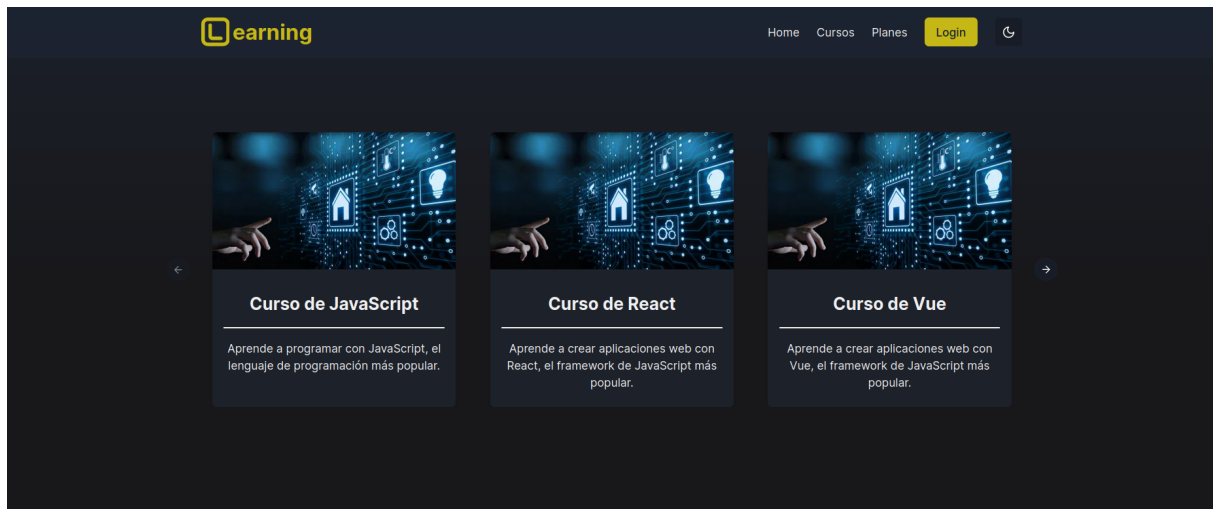 Learning
Home Cursos Planes Login
Curso de JavaScript
Aprende a programar con JavaScript, el
lenguaje de programación más popular.
Curso de React
Aprende a crear aplicaciones web con
React, el framework de JavaScript más
popular.
Curso de Vue
Aprende a crear aplicaciones web con
Vue, el framework de JavaScript más
popular.